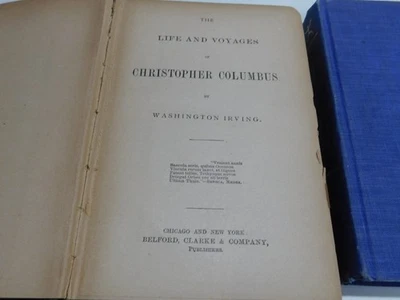 THE
LIFE AND VOYAGES
OF
CHRISTOPHER COLUMBUS
BY
WASHINGTON IRVING.
CHICAGO AND NEW YORK
BELFORD, CLARKE & COMPANY,
PUBLISHERS.